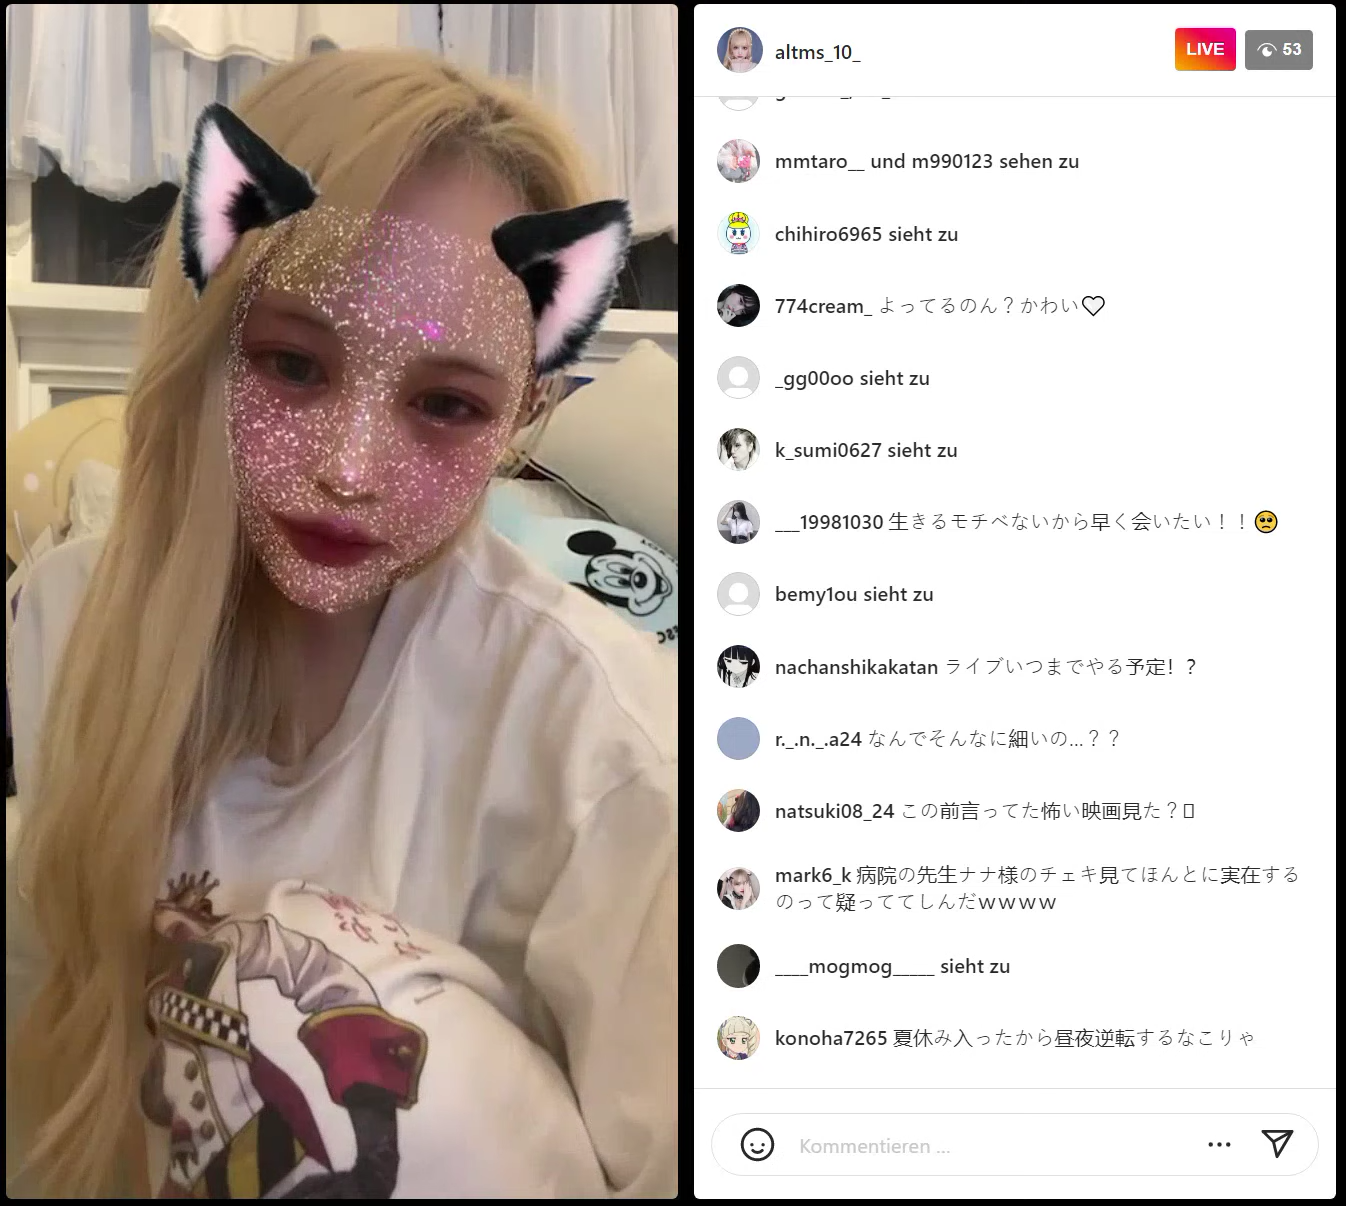 altms_10_
LIVE
53
mmtaro__ und m990123 sehen zu
chihiro6965 sieht zu
774cream_ よってるのん？かわい♡
_gg00oo sieht zu
k_sumi0627 sieht zu
___19981030 生きるモチベないから早く会いたい！！🥺
bemy1ou sieht zu
nachanshikakatan ライブいつまでやる予定！?
r._.n._.a24 なんでそんなに細いの...？？
natsuki08_24 この前言ってた怖い映画見た？
mark6_k 病院の先生ナナ様のチェキ見てほんとに実在する
のって疑っててしんだｗｗｗｗ
____mogmog_____ sieht zu
konoha7265 夏休み入ったから昼夜逆転するなこりゃ
Kommentieren ...